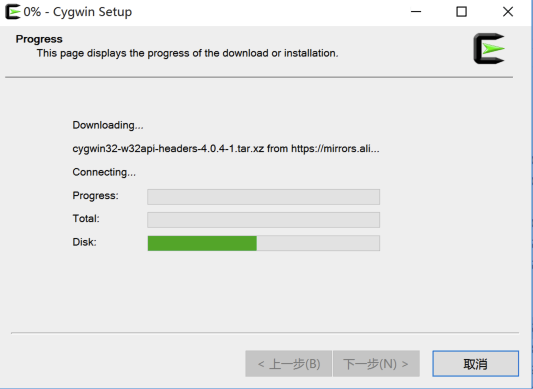 0% - Cygwin Setup
Progress
This page displays the progress of the download or installation.
Downloading...
cygwin32-w32api-headers-4.0.4-1.tar.xz from https://mirrors.ali...
Connecting...
Progress:
Total:
Disk:
< 上一步(B) 下一步(N) > 取消